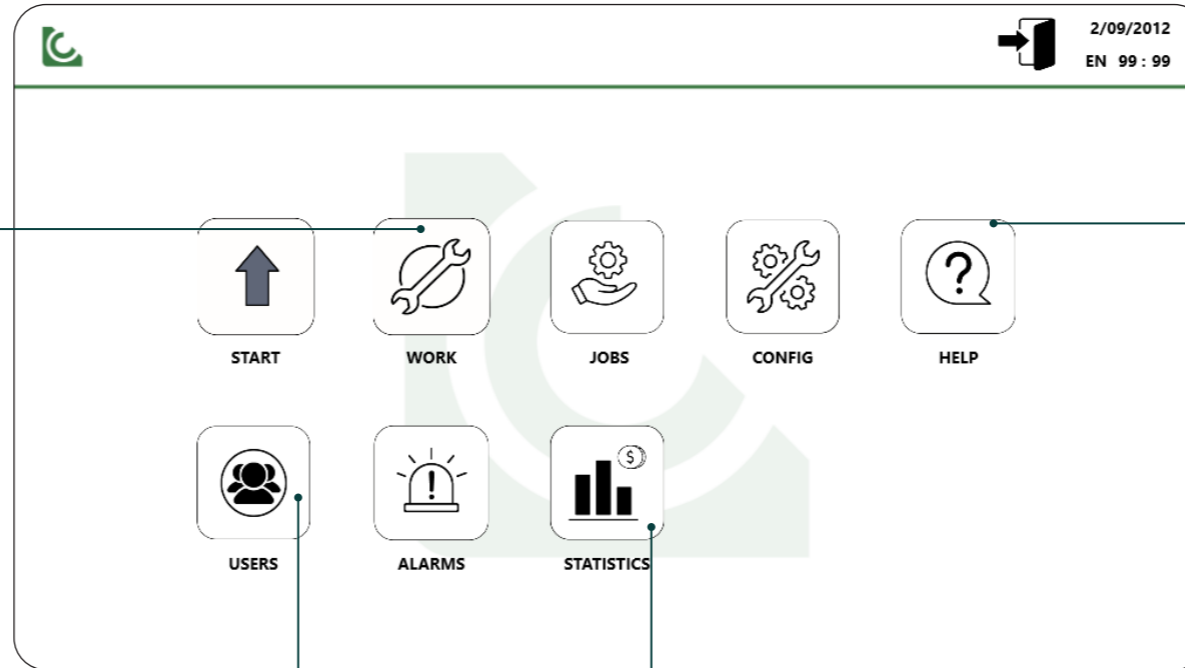 2/09/2012
EN 99 : 99
START
WORK
JOBS
CONFIG
HELP
USERS
ALARMS
STATISTICS